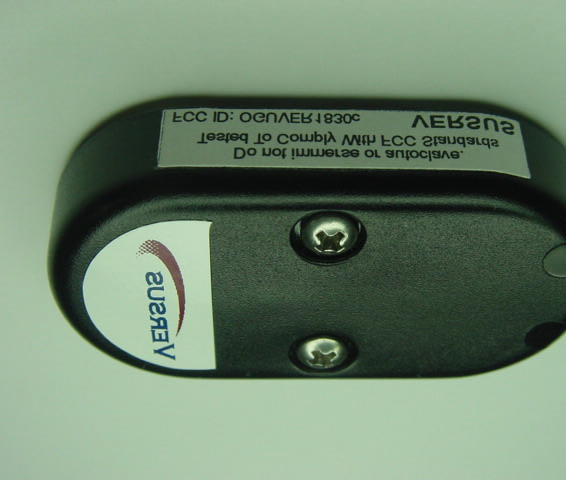 VERSUS
Do not immerse or autoclave.
Tested To Comply With FCC Standards
FCC ID: OGUVER1830c VERSUS